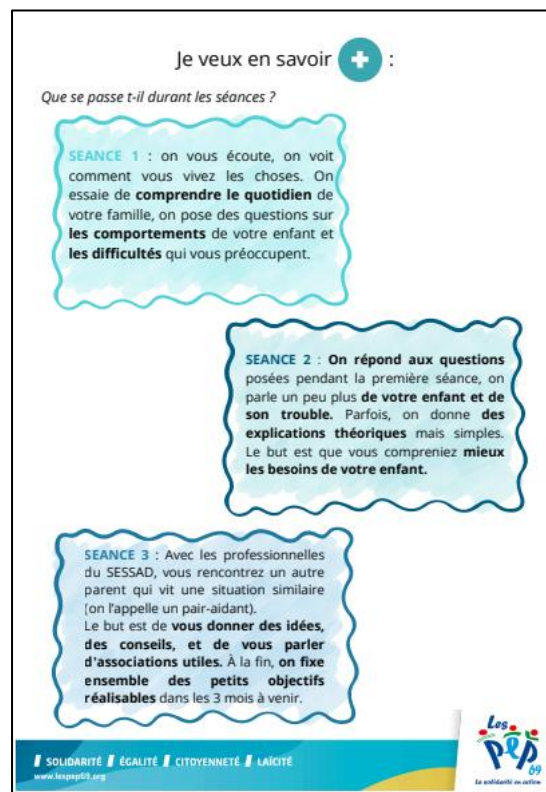 Je veux en savoir + :
Que se passe t-il durant les séances ?
SEANCE 1 : on vous écoute, on voit
comment vous vivez les choses. On
essaie de comprendre le quotidien de
votre famille, on pose des questions sur
les comportements de votre enfant et
les difficultés qui vous préoccupent.
SEANCE 2 : On répond aux questions
posées pendant la première séance, on
parle un peu plus de votre enfant et de
son trouble. Parfois, on donne des
explications théoriques mais simples.
Le but est que vous compreniez mieux
les besoins de votre enfant.
SEANCE 3 : Avec les professionnelles
du SESSAD, vous rencontrez un autre
parent qui vit une situation similaire
(on l'appelle un pair-aidant).
Le but est de vous donner des idées,
des conseils, et de vous parler
d'associations utiles. À la fin, on fixe
ensemble des petits objectifs
réalisables dans les 3 mois à venir.
SOLIDARITÉ ÉGALITÉ CITOYENNETÉ LAÏCITÉ
www.lespep69.org
Les
PEP
69
La solidarité en action